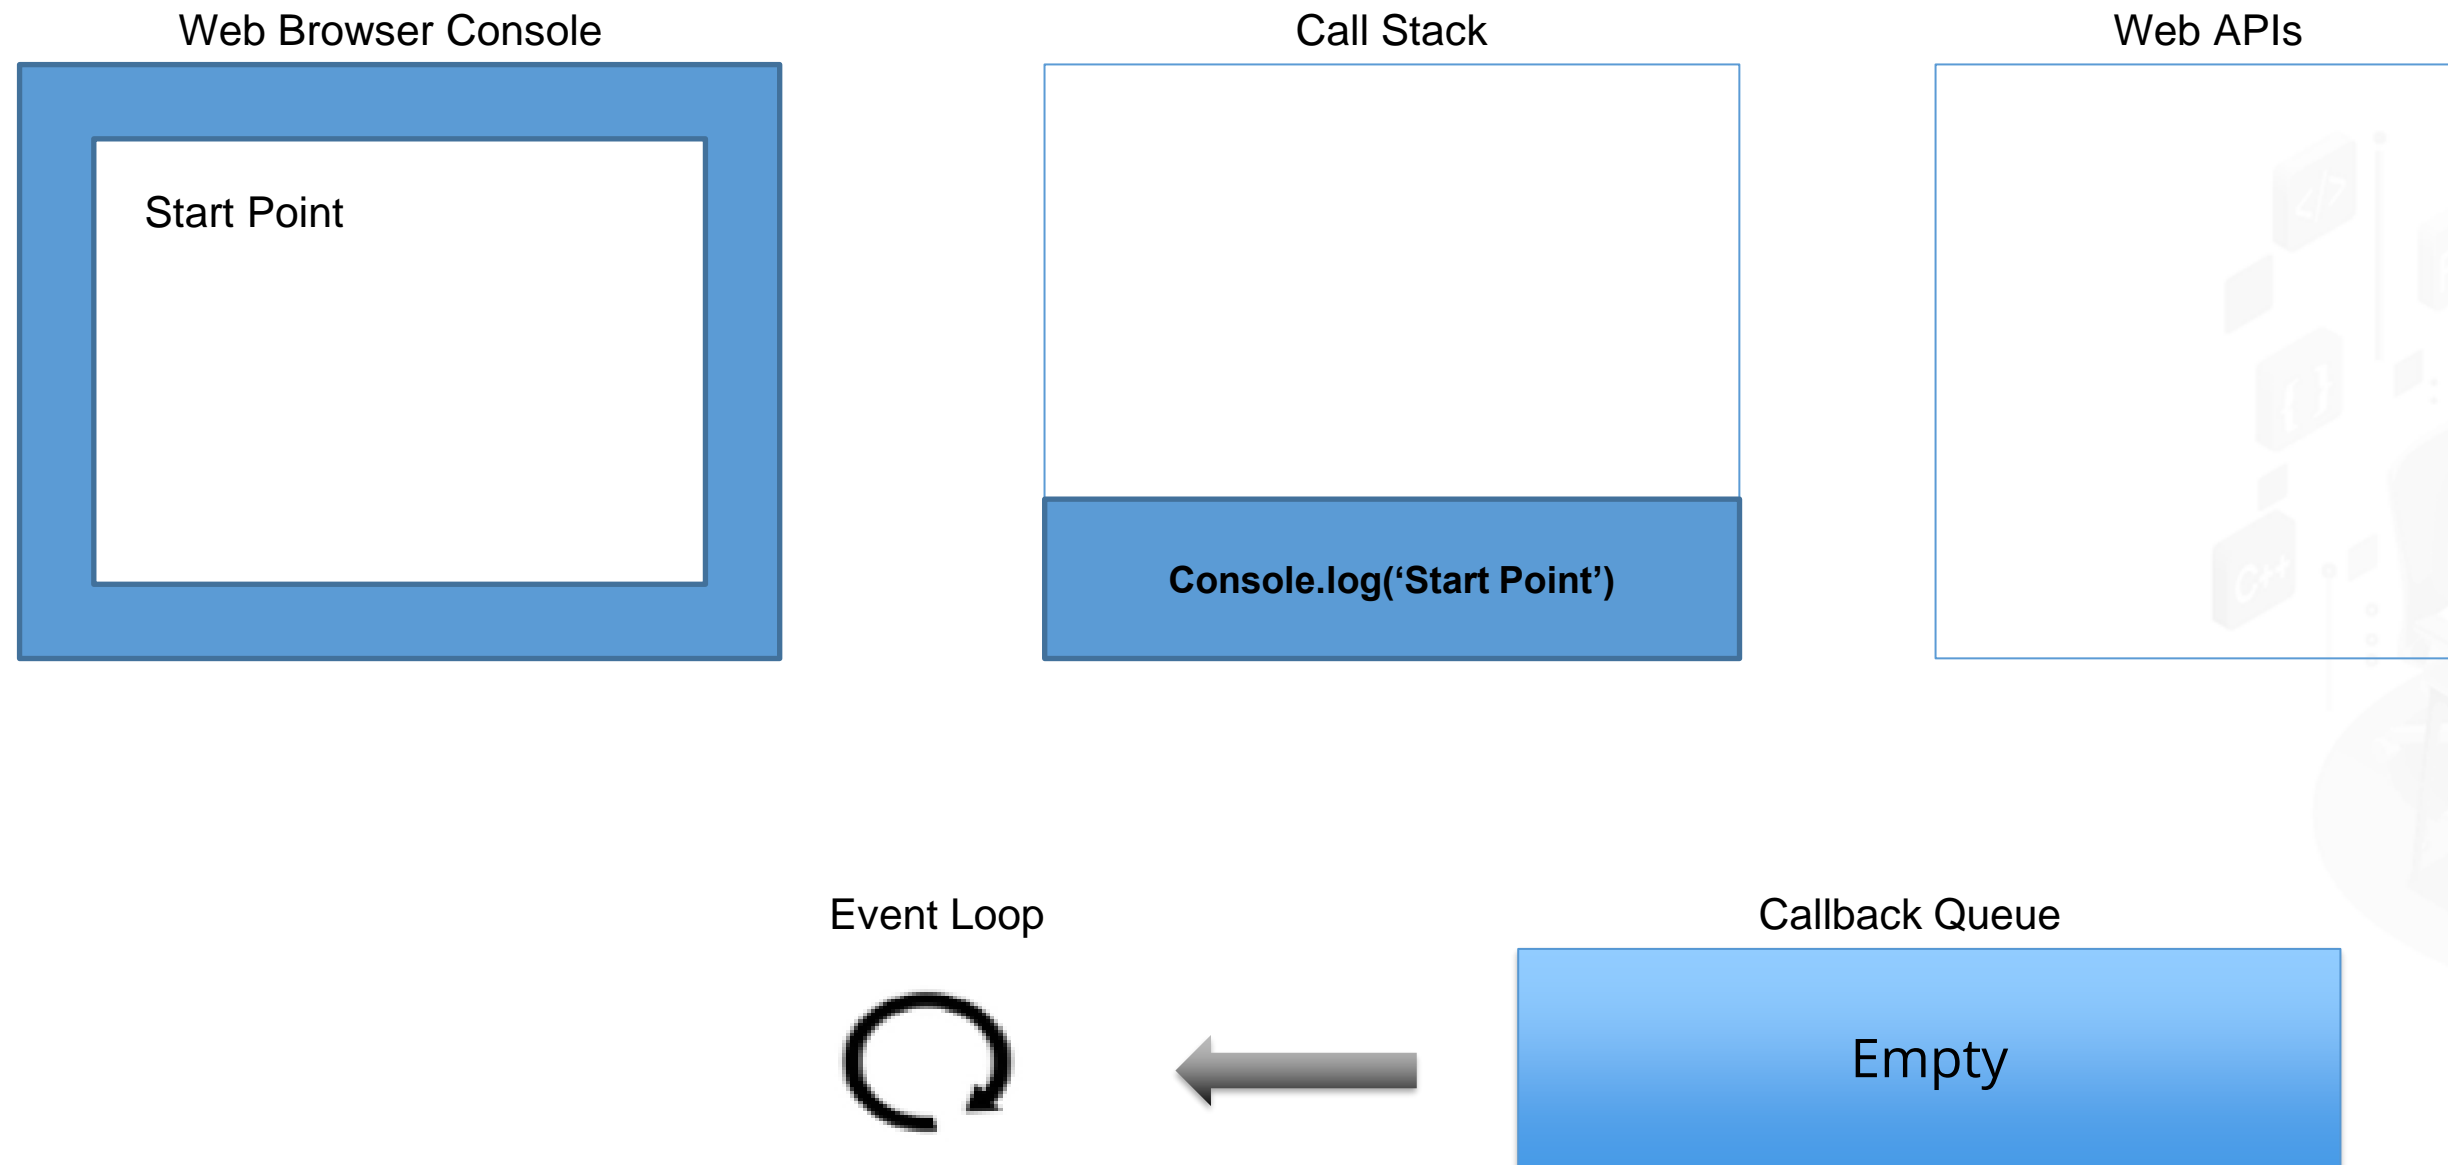 Web Browser Console
Call Stack
Web APIs
Start Point
</>
{ }
Console.log(‘Start Point’)
C++
Event Loop
Callback Queue
Empty